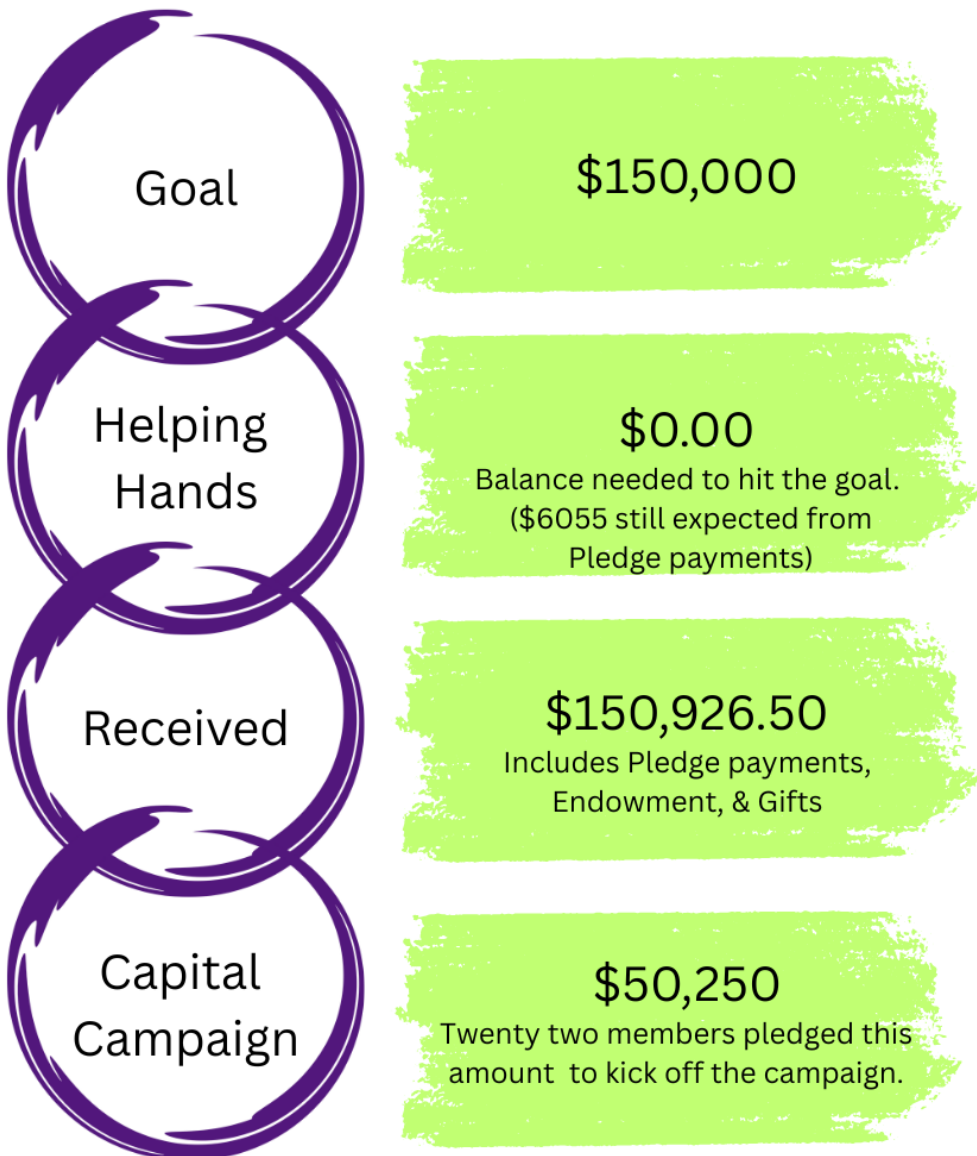 Goal
$150,000
Helping
Hands
$0.00
Balance needed to hit the goal.
($6055 still expected from
Pledge payments)
Received
$150,926.50
Includes Pledge payments,
Endowment, & Gifts
Capital
Campaign
$50,250
Twenty two members pledged this
amount  to kick off the campaign.